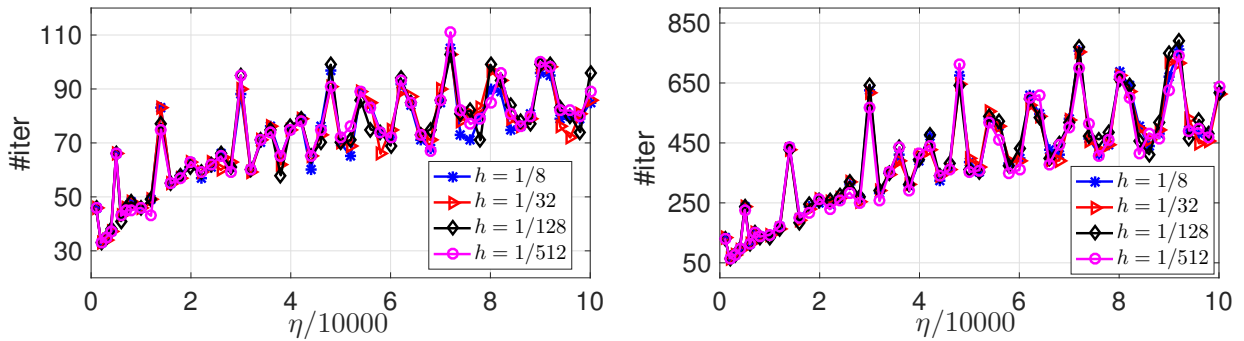 110
90
70
50
30
#iter
0 2 4 6 8 10
η/10000
h = 1/8
h = 1/32
h = 1/128
h = 1/512
850
650
450
250
50
#iter
0 2 4 6 8 10
η/10000
h = 1/8
h = 1/32
h = 1/128
h = 1/512